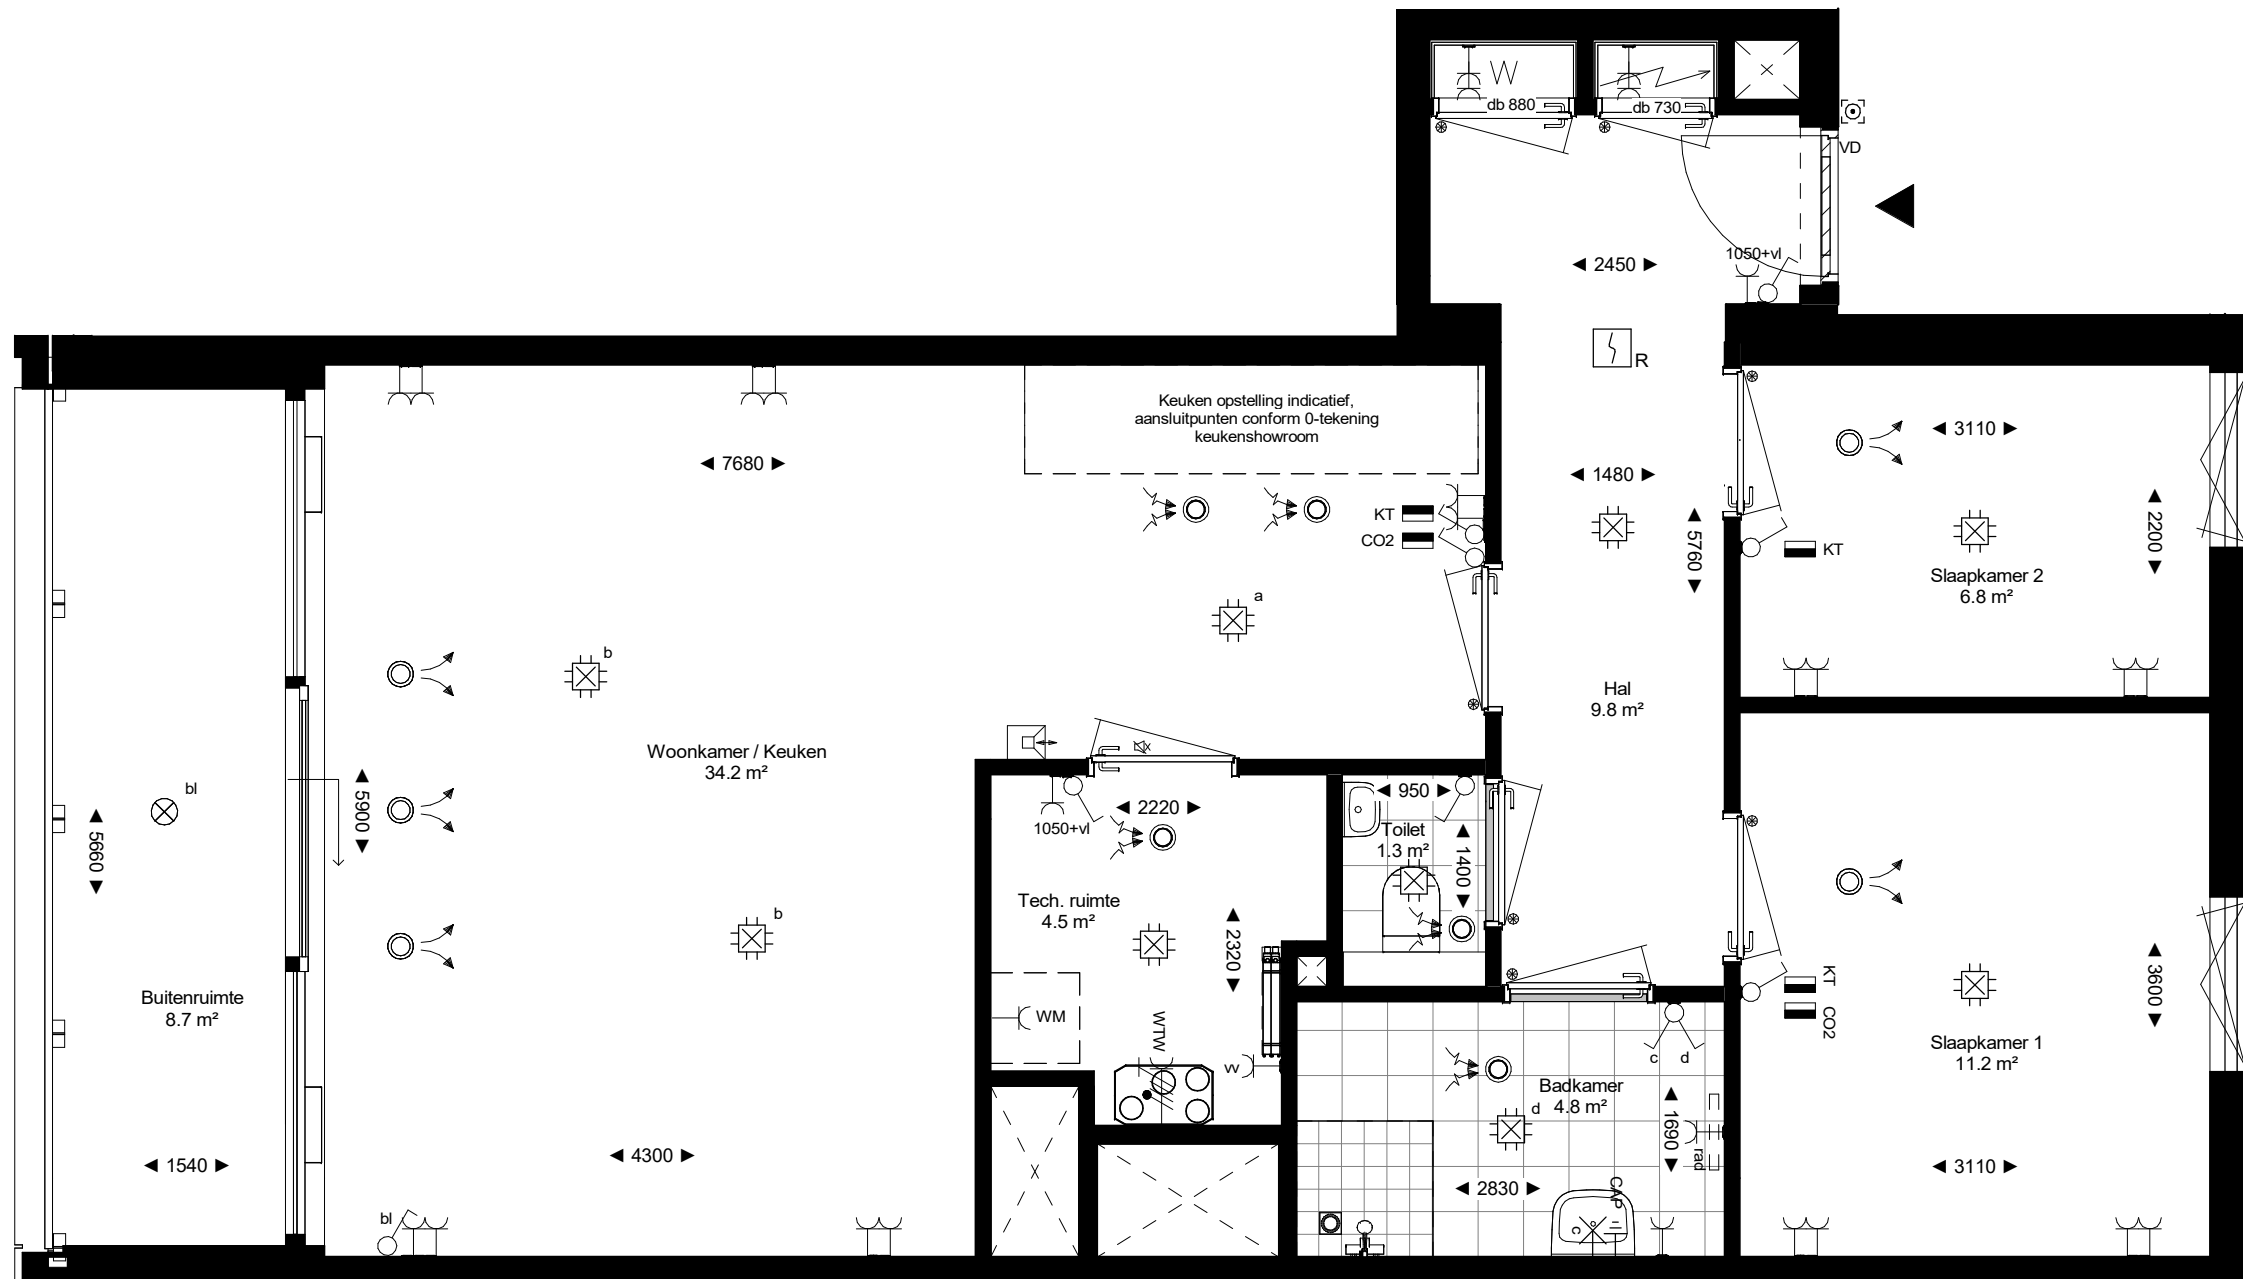 W
db 880
db 730
VD
1050+vl
2450
R
Keuken opstelling indicatief,
aansluitpunten conform 0-tekening
keukenshowroom
7680
1480
3110
KT
CO2
5760
2200
KT
Slaapkamer 2
6.8 m²
a
b
Hal
9.8 m²
Woonkamer / Keuken
34.2 m²
bl
5900
5660
2220
1050+vl
950
Toilet
1.3 m²
1400
Tech. ruimte
4.5 m²
b
2320
KT
CO2
3600
Buitenruimte
8.7 m²
WM
WTW
vv
c d
Slaapkamer 1
11.2 m²
Badkamer
4.8 m²
d
1690
rad
1540
4300
3110
2830
CAP
c
bl